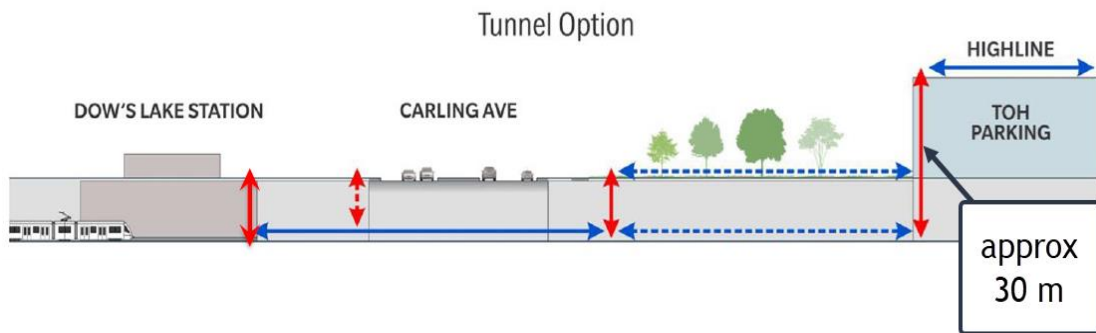 Tunnel Option
HIGHLINE
DOW'S LAKE STATION
CARLING AVE
TOH
PARKING
approx
30 m